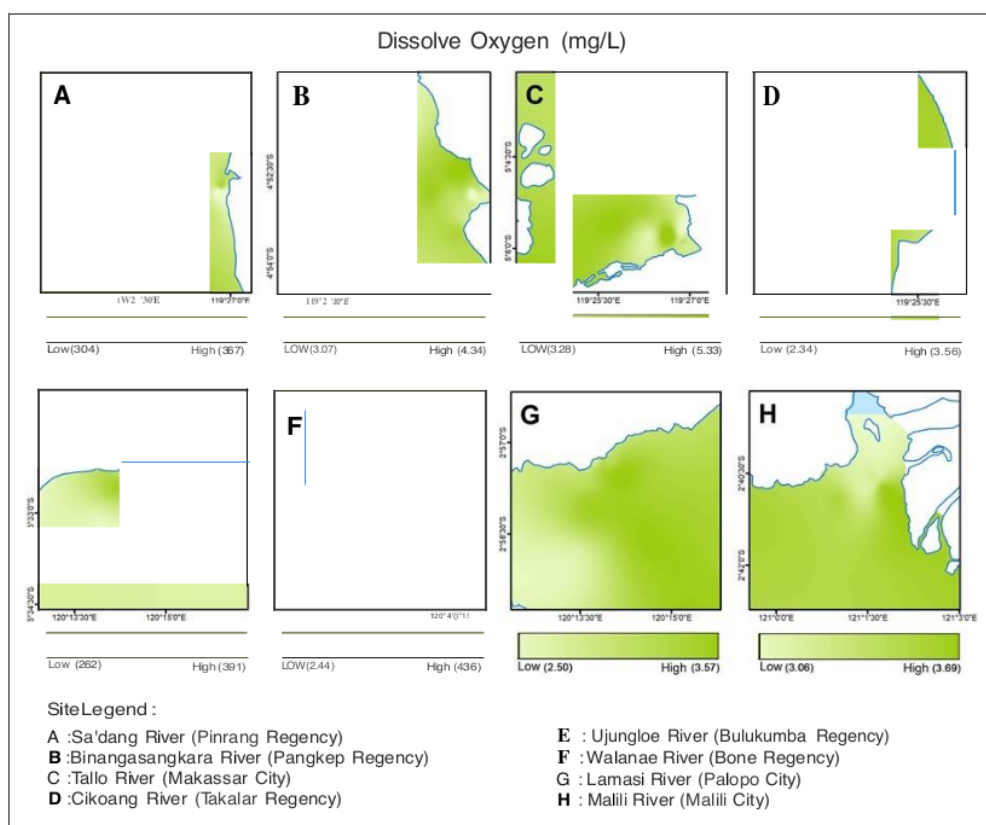 Dissolve Oxygen (mg/L)
A
B
C
D
4°52'30"S
4°54'0"S
5°4'30"S
5°6'0"S
119°27'0"E
119°2 '30"E
119°25'30"E
119°27'0"E
119°25'30"E
Low(304) High (367)
LOW(3.07) High (4.34)
LOW(3.28) High (5.33)
Low (2.34) High (3.56)
F
G
H
5°33'0"S
5°34'30"S
2°57'0"S
2°58'30"S
2°40'30"S
2°42'0"S
120°13'30"E 120°15'0"E
120°13'30"E 120°15'0"E
121°0'0"E 121°1'30"E 121°3'0"E
Low (262) High (391)
LOW(2.44) High (436)
Low (2.50) High (3.57)
Low (3.06) High (3.69)
SiteLegend :
A :Sa'dang River (Pinrang Regency)
B :Binangasangkara River (Pangkep Regency)
C :Tallo River (Makassar City)
D :Cikoang River (Takalar Regency)
E : Ujungloe River (Bulukumba Regency)
F : Walanae River (Bone Regency)
G : Lamasi River (Palopo City)
H : Malili River (Malili City)